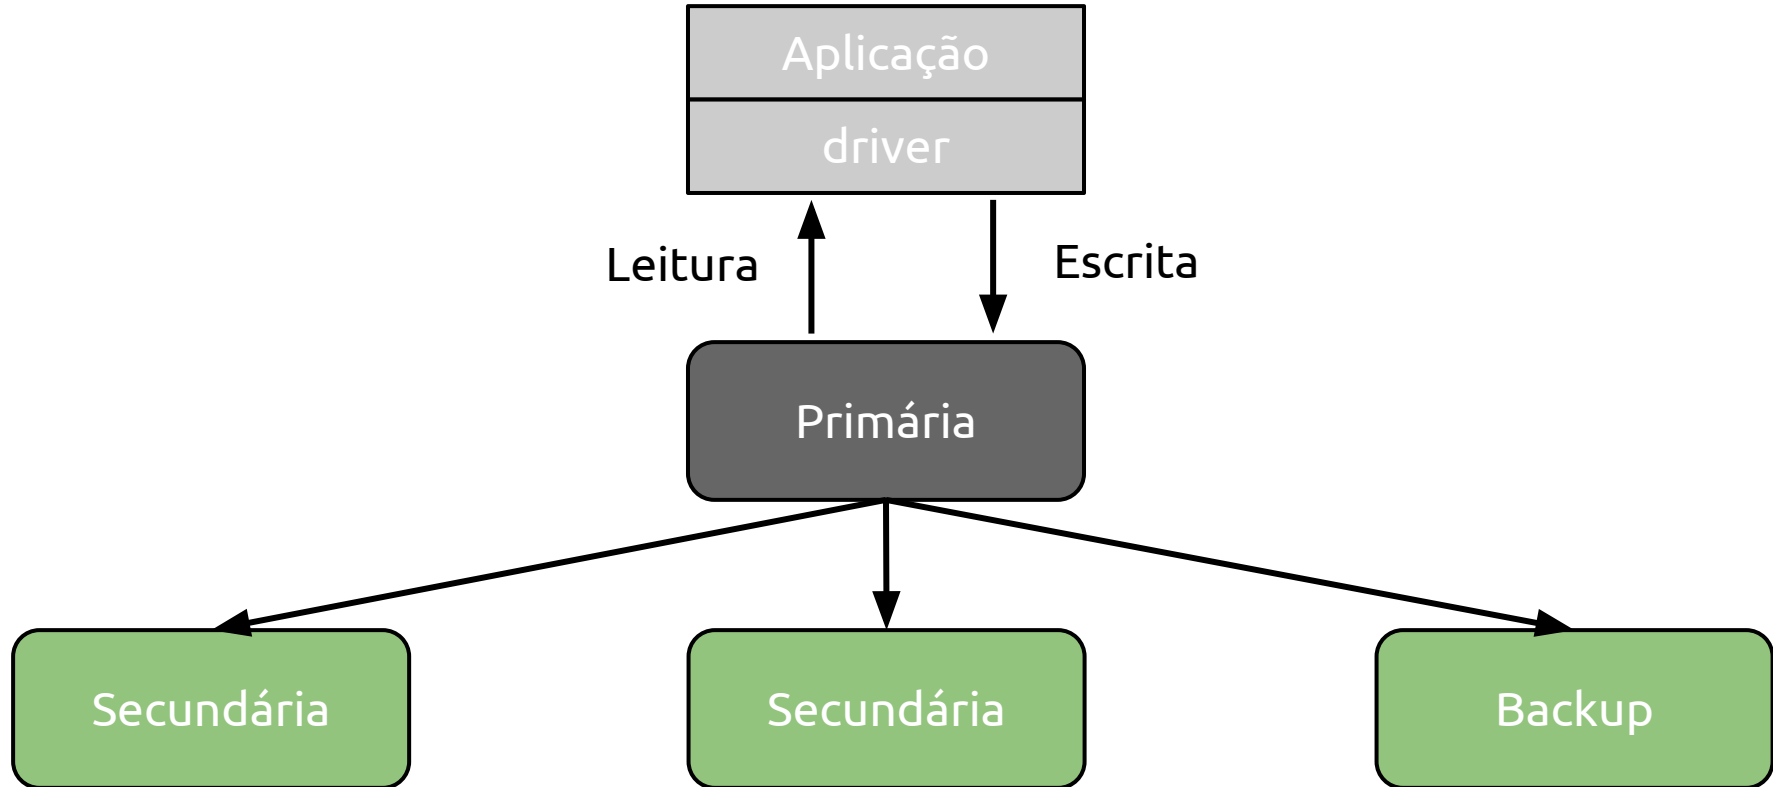 Aplicação
driver
Leitura
Escrita
Primária
Secundária
Secundária
Backup